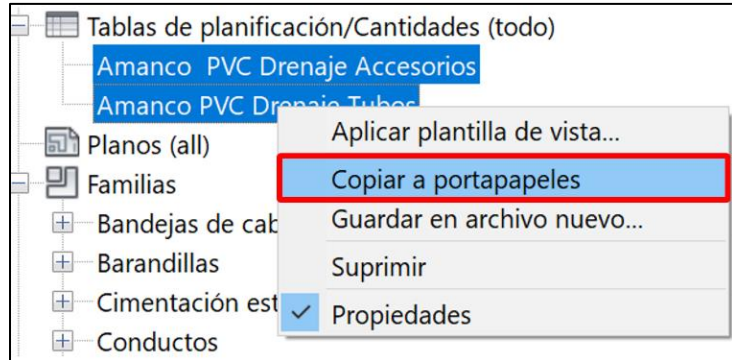 Tablas de planificación/Cantidades (todo)
Amanco  PVC Drenaje Accesorios
Amanco PVC Drenaje Tubos
Aplicar plantilla de vista...
Planos (all)
Copiar a portapapeles
Familias
Guardar en archivo nuevo...
Bandejas de cab
Barandillas
Suprimir
Cimentación est
Propiedades
Conductos